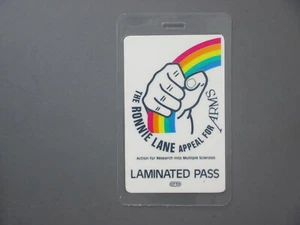 THE RONNIE LANE APPEAL FOR ARMS
Action for Research into Multiple Sclerosis
LAMINATED PASS